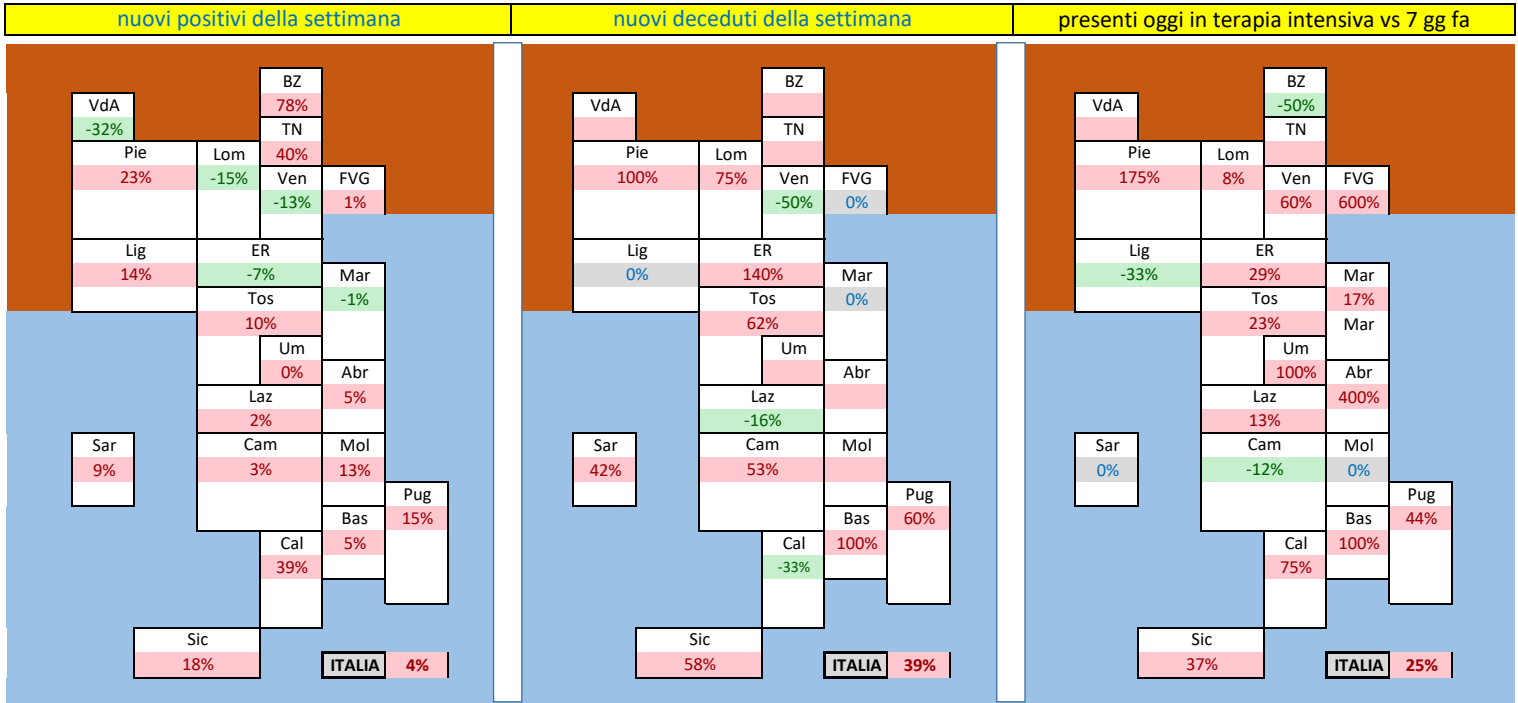 nuovi positivi della settimana
nuovi deceduti della settimana
presenti oggi in terapia intensiva vs 7 gg fa
BZ
VdA 78%
-32% TN
Pie Lom 40%
23% -15% Ven FVG
-13% 1%
Lig ER
14% -7% Mar
Tos -1%
10%
Um
0% Abr
Laz 5%
2%
Sar Cam Mol
9% 3% 13%
Pug
Bas 15%
Cal 5%
39%
Sic
18% ITALIA 4%
BZ
VdA
TN
Pie Lom
100% 75% Ven FVG
-50% 0%
Lig ER
0% 140% Mar
Tos 0%
62%
Um
Abr
Laz
-16%
Sar Cam Mol
42% 53%
Pug
Bas 60%
Cal 100%
-33%
Sic
58% ITALIA 39%
BZ
VdA -50%
TN
Pie Lom
175% 8% Ven FVG
60% 600%
Lig ER
-33% 29% Mar
Tos 17%
23% Mar
Um
100% Abr
Laz 400%
13%
Sar Cam Mol
0% -12% 0%
Pug
Bas 44%
Cal 100%
75%
Sic
37% ITALIA 25%